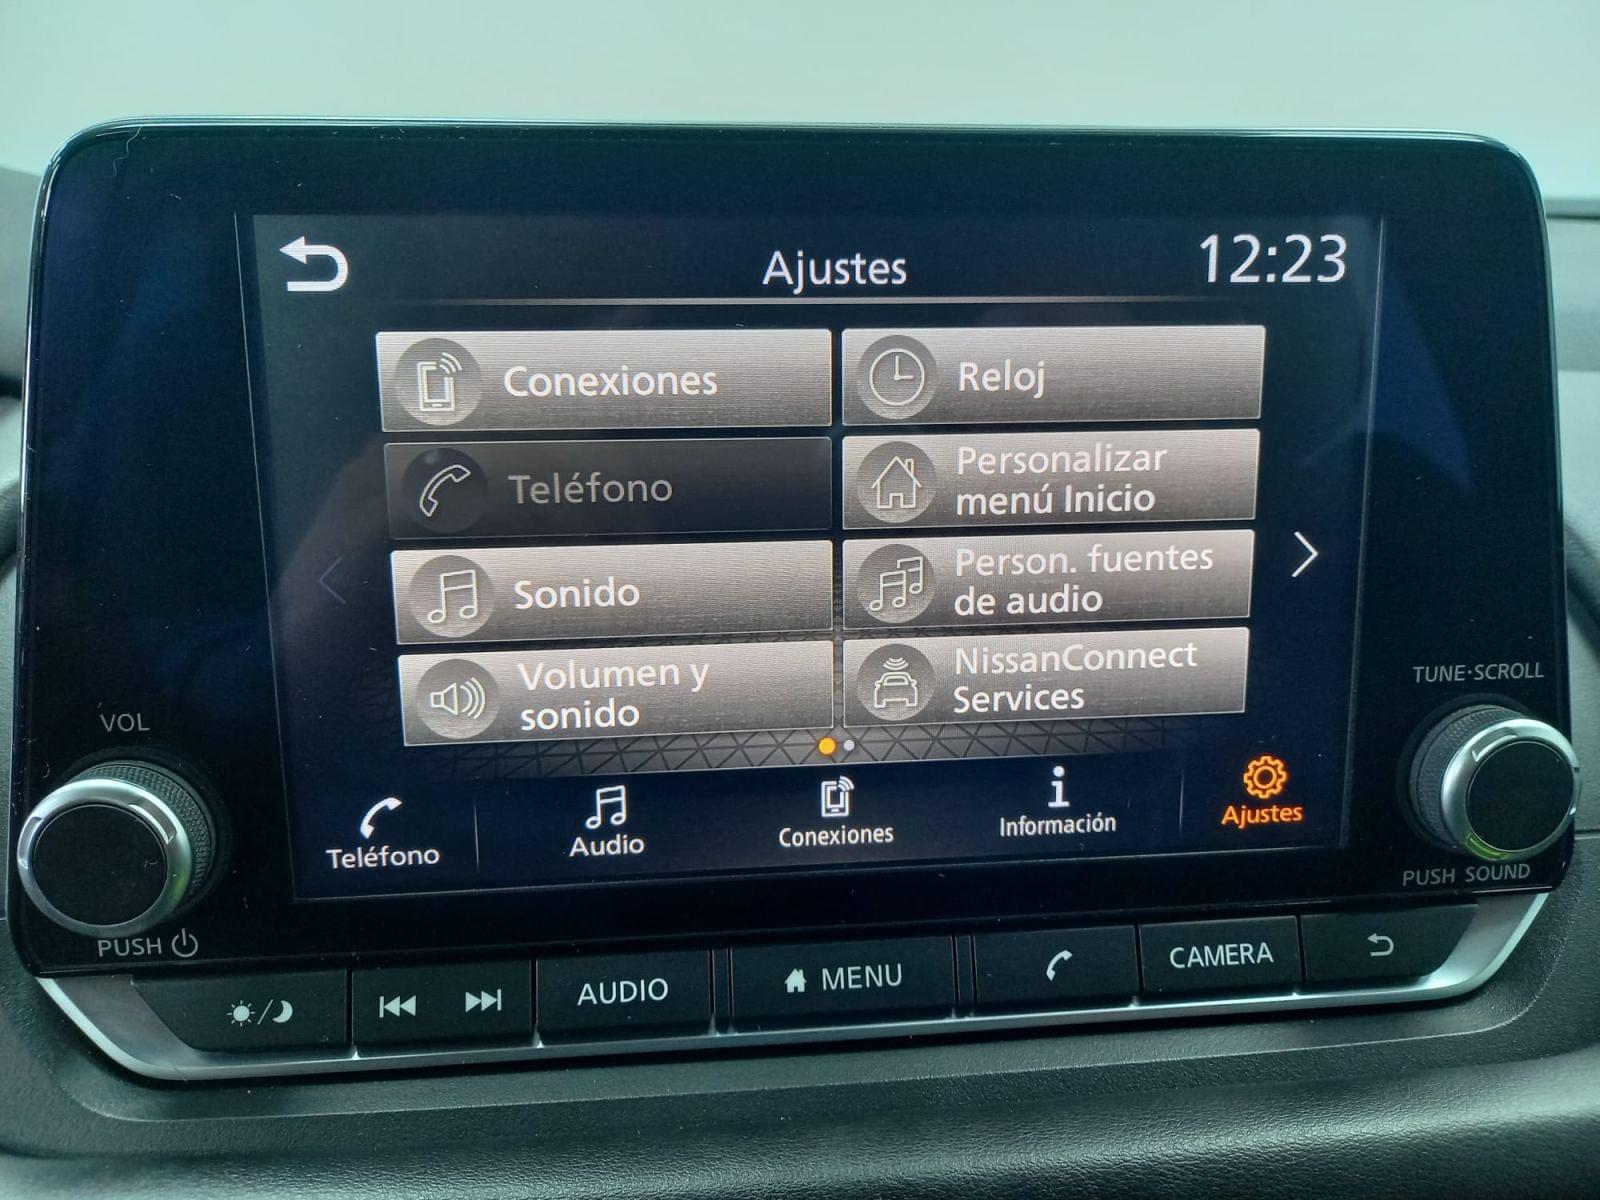 Ajustes
12:23
Conexiones
Reloj
Teléfono
Personalizar
menú Inicio
Sonido
Person. fuentes
de audio
Volumen y
sonido
NissanConnect
Services
Teléfono
Audio
Conexiones
Información
Ajustes
VOL
PUSH
TUNE·SCROLL
PUSH SOUND
AUDIO
MENU
CAMERA